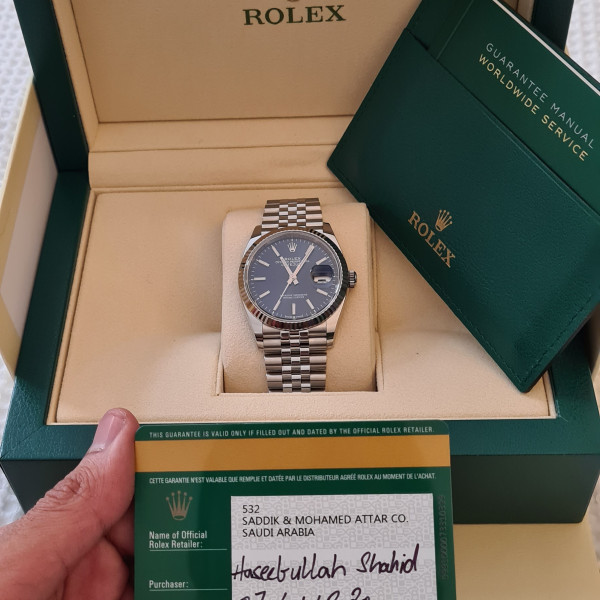 ROLEX
GUARANTEE MANUAL
WORLDWIDE SERVICE
ROLEX
ROLEX
THIS GUARANTEE IS VALID ONLY IF FILLED OUT AND DATED BY THE OFFICIAL ROLEX RETAILER.
CETTE GARANTIE N'EST VALABLE QUE REMPLIE ET DATÉE PAR LE DISTRIBUTEUR AGRÉÉ ROLEX AU MOMENT DE L'ACHAT.
532
SADDIK & MOHAMED ATTAR CO.
SAUDI ARABIA
Name of Official
Rolex Retailer:
Haseebullah Shahid
Purchaser: